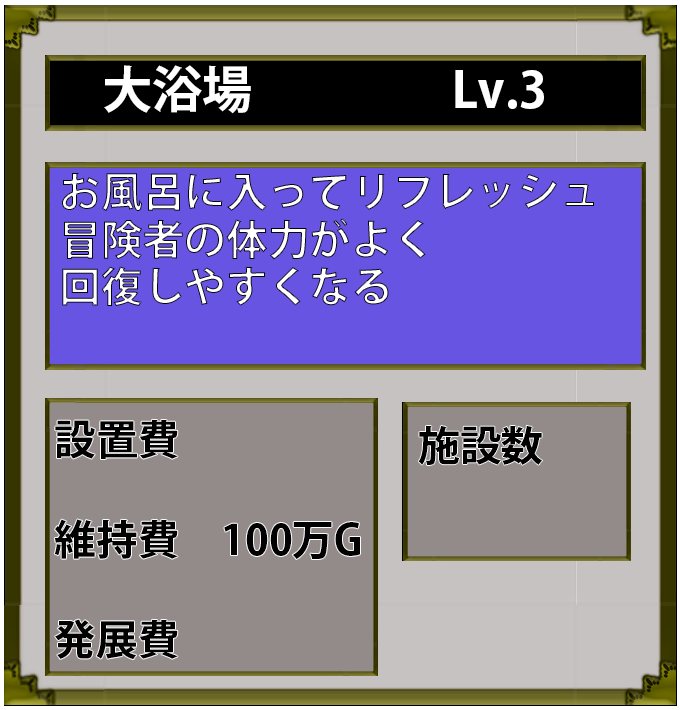 大浴場 Lv.3
お風呂に入ってリフレッシュ
冒険者の体力がよく
回復しやすくなる
設置費
維持費 100万G
発展費
施設数